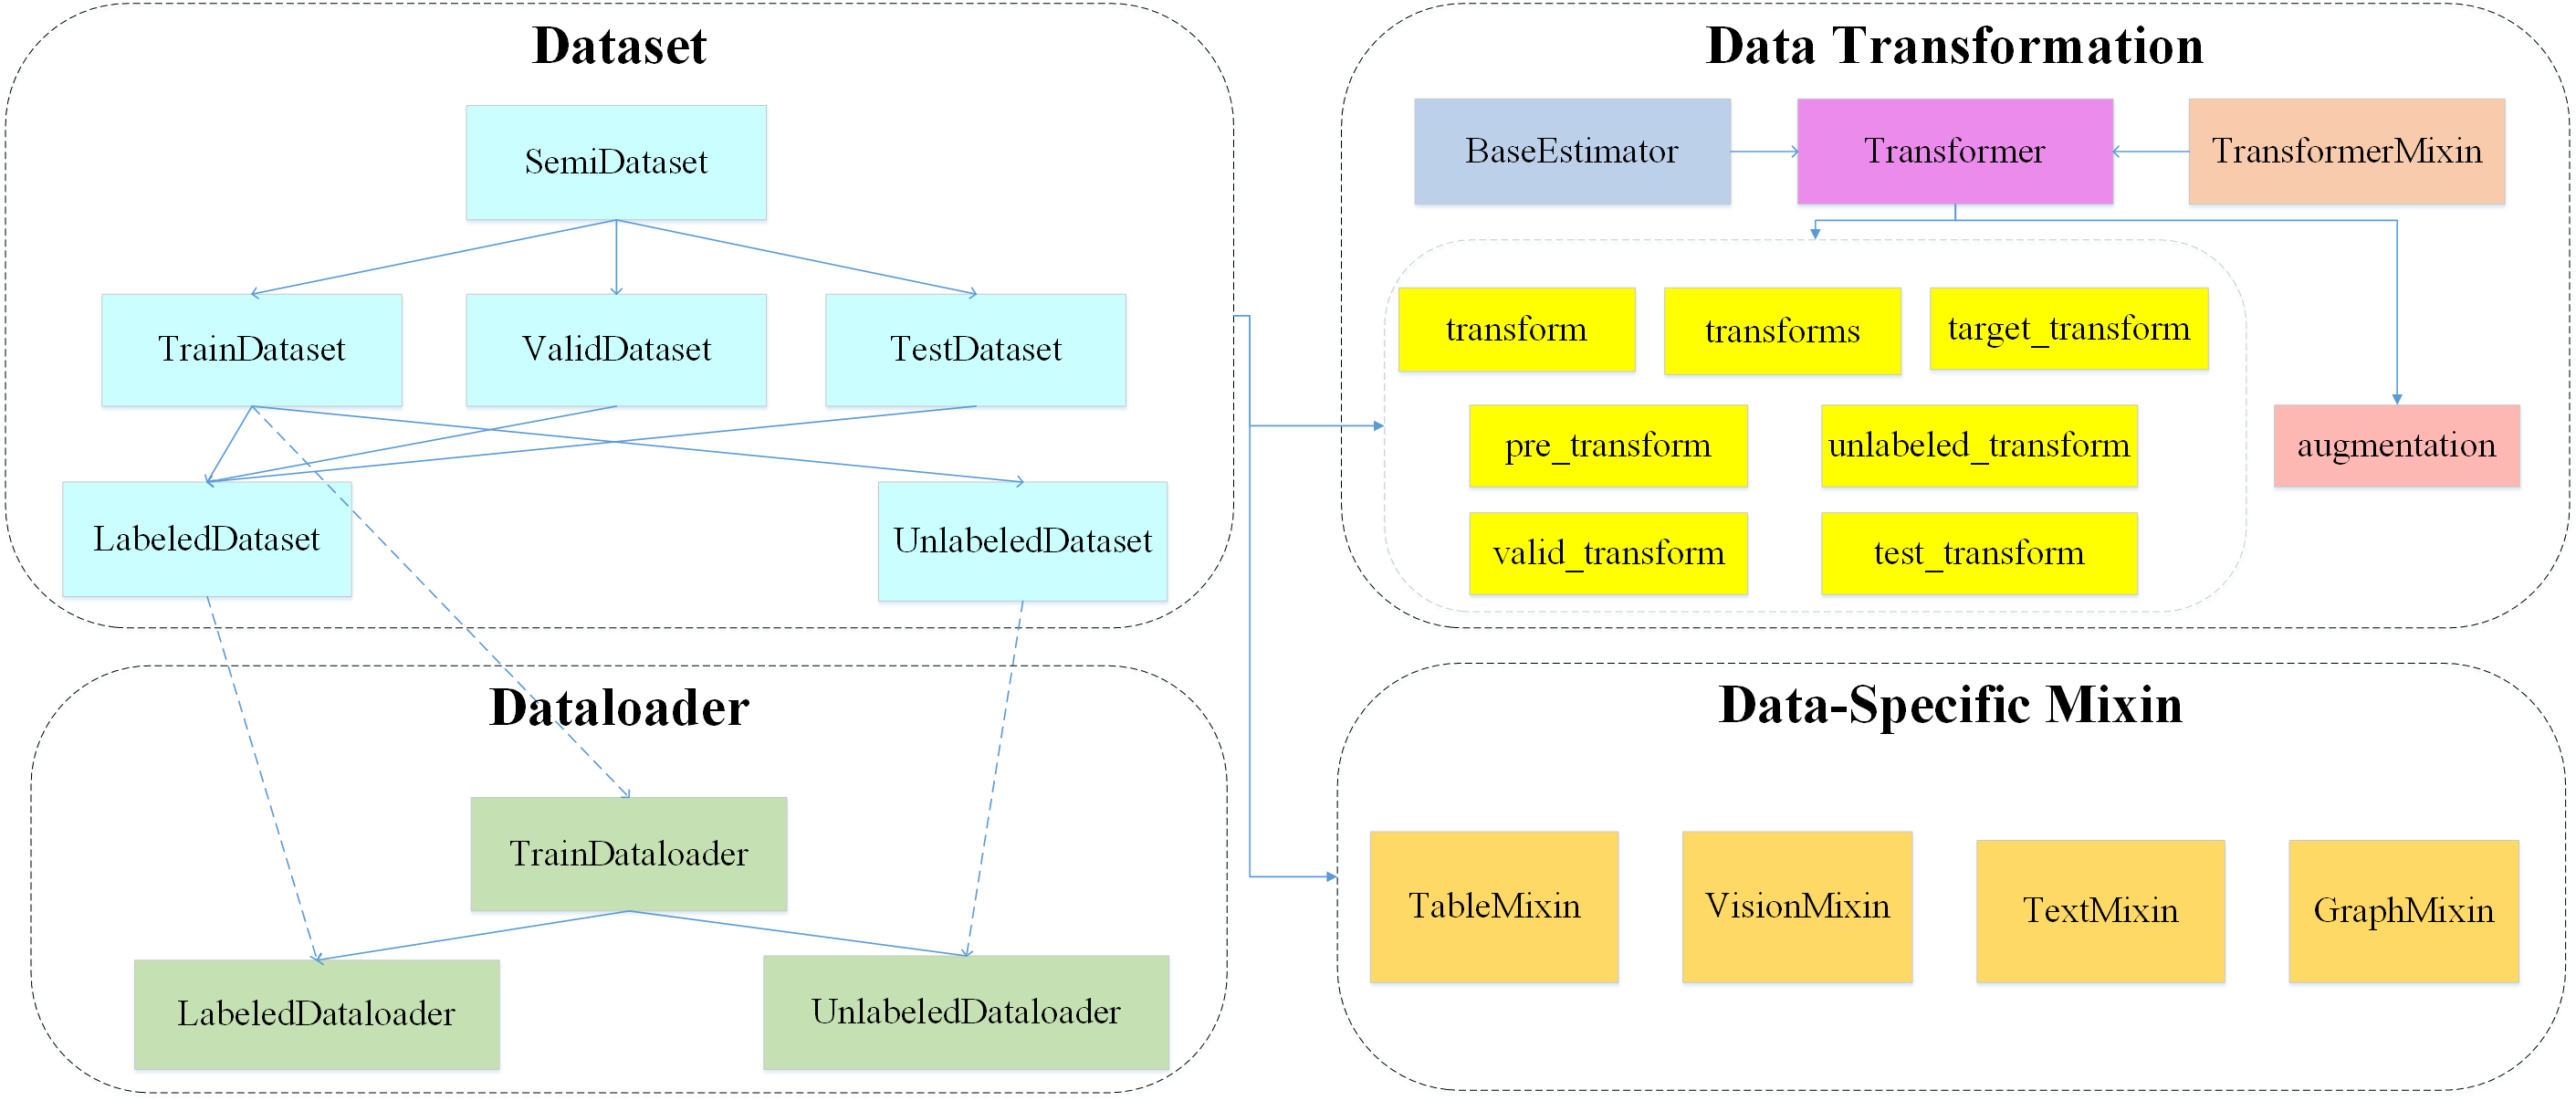 Dataset
SemiDataset
TrainDataset
ValidDataset
TestDataset
LabeledDataset
UnlabeledDataset
Data Transformation
BaseEstimator
Transformer
TransformerMixin
transform
transforms
target_transform
pre_transform
unlabeled_transform
augmentation
valid_transform
test_transform
Dataloader
TrainDataloader
LabeledDataloader
UnlabeledDataloader
Data-Specific Mixin
TableMixin
VisionMixin
TextMixin
GraphMixin